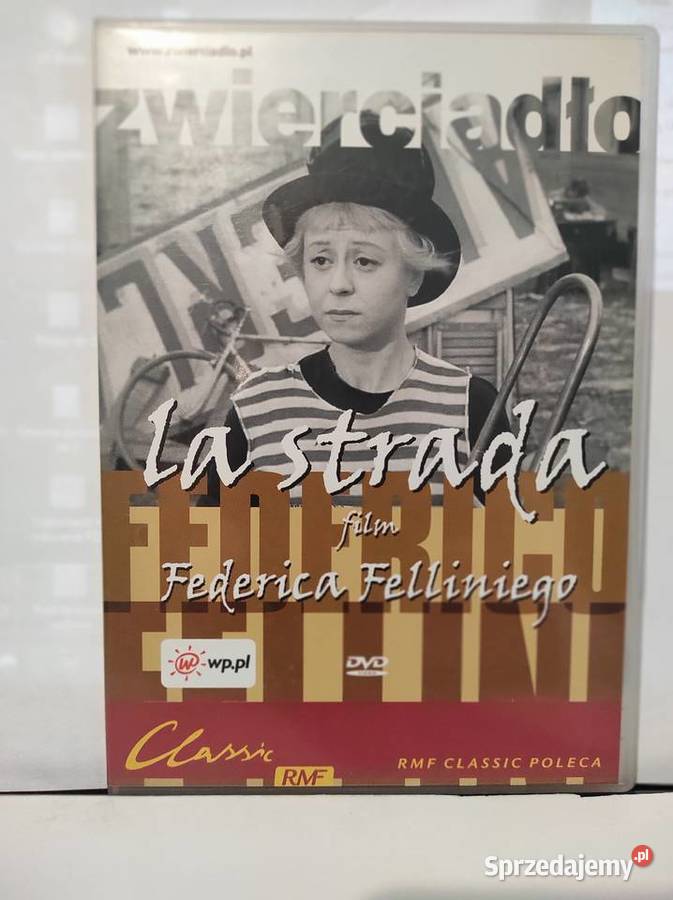 www.zwierciadlo.pl
zwierciadło
la strada
film
Federica Felliniego
FEDERICO
FELLINI
wp.pl
DVD
VIDEO
Classic
RMF
RMF CLASSIC POLECA
Sprzedajemy.pl